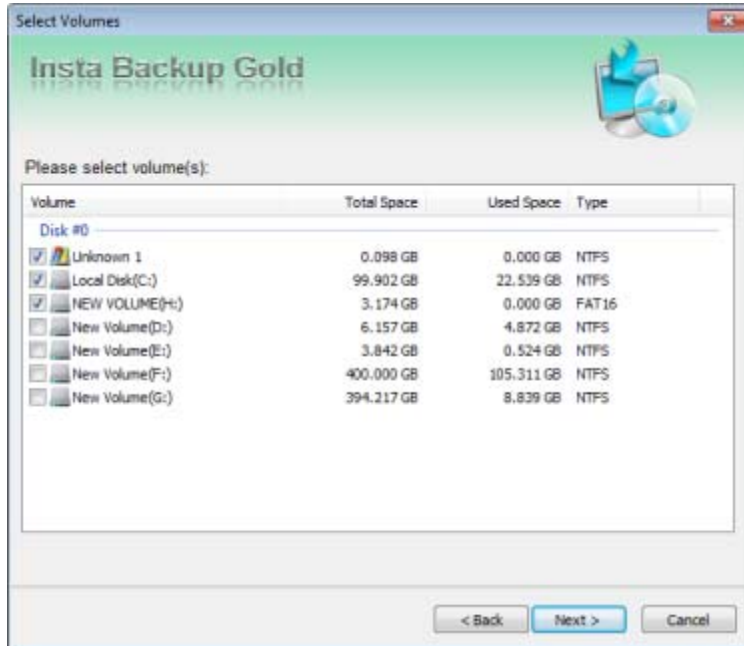 Select Volumes
Insta Backup Gold
Please select volume(s):
Volume Total Space Used Space Type
Disk #0
Unknown 1 0.098 GB 0.000 GB NTFS
Local Disk(C:) 99.902 GB 22.539 GB NTFS
NEW VOLUME(H:) 3.174 GB 0.000 GB FAT16
New Volume(D:) 6.157 GB 4.872 GB NTFS
New Volume(E:) 3.842 GB 0.524 GB NTFS
New Volume(F:) 400.000 GB 105.311 GB NTFS
New Volume(G:) 394.217 GB 8.839 GB NTFS
< Back Next > Cancel